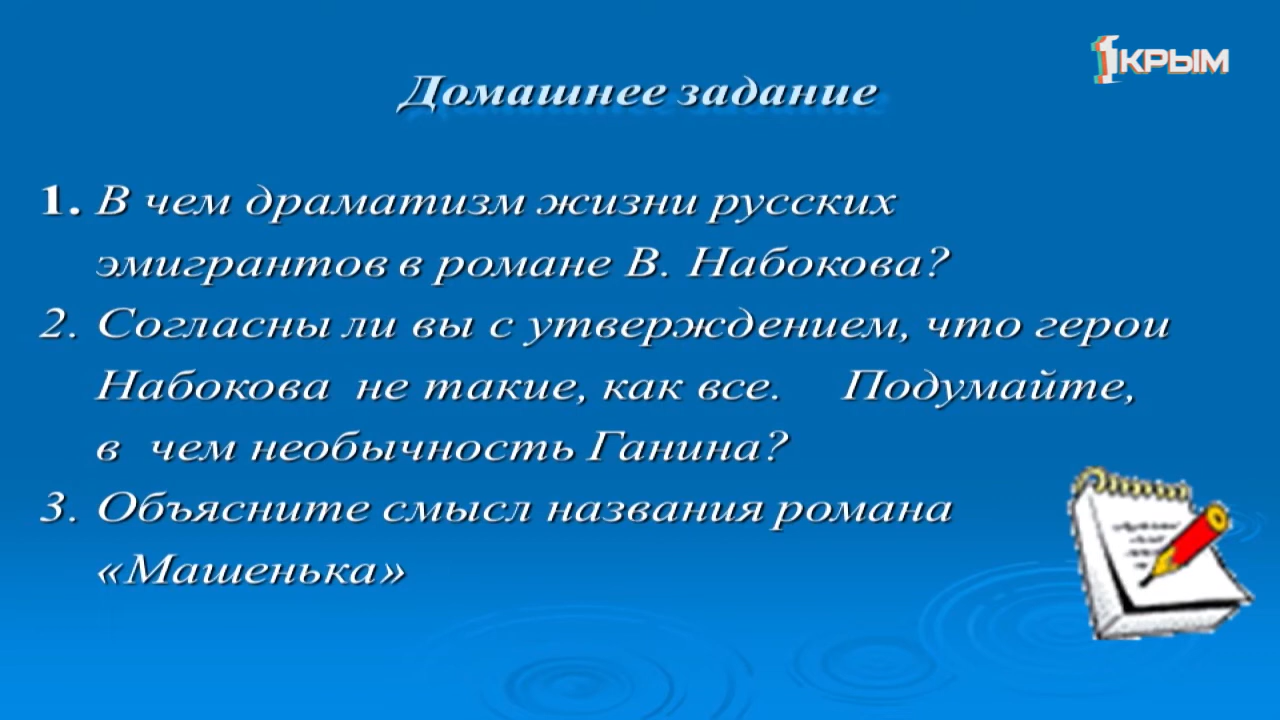 1КРЫМ
Домашнее задание
1. В чем драматизм жизни русских
эмигрантов в романе В. Набокова?
2. Согласны ли вы с утверждением, что герои
Набокова не такие, как все. Подумайте,
в чем необычность Ганина?
3. Объясните смысл названия романа
«Машенька»